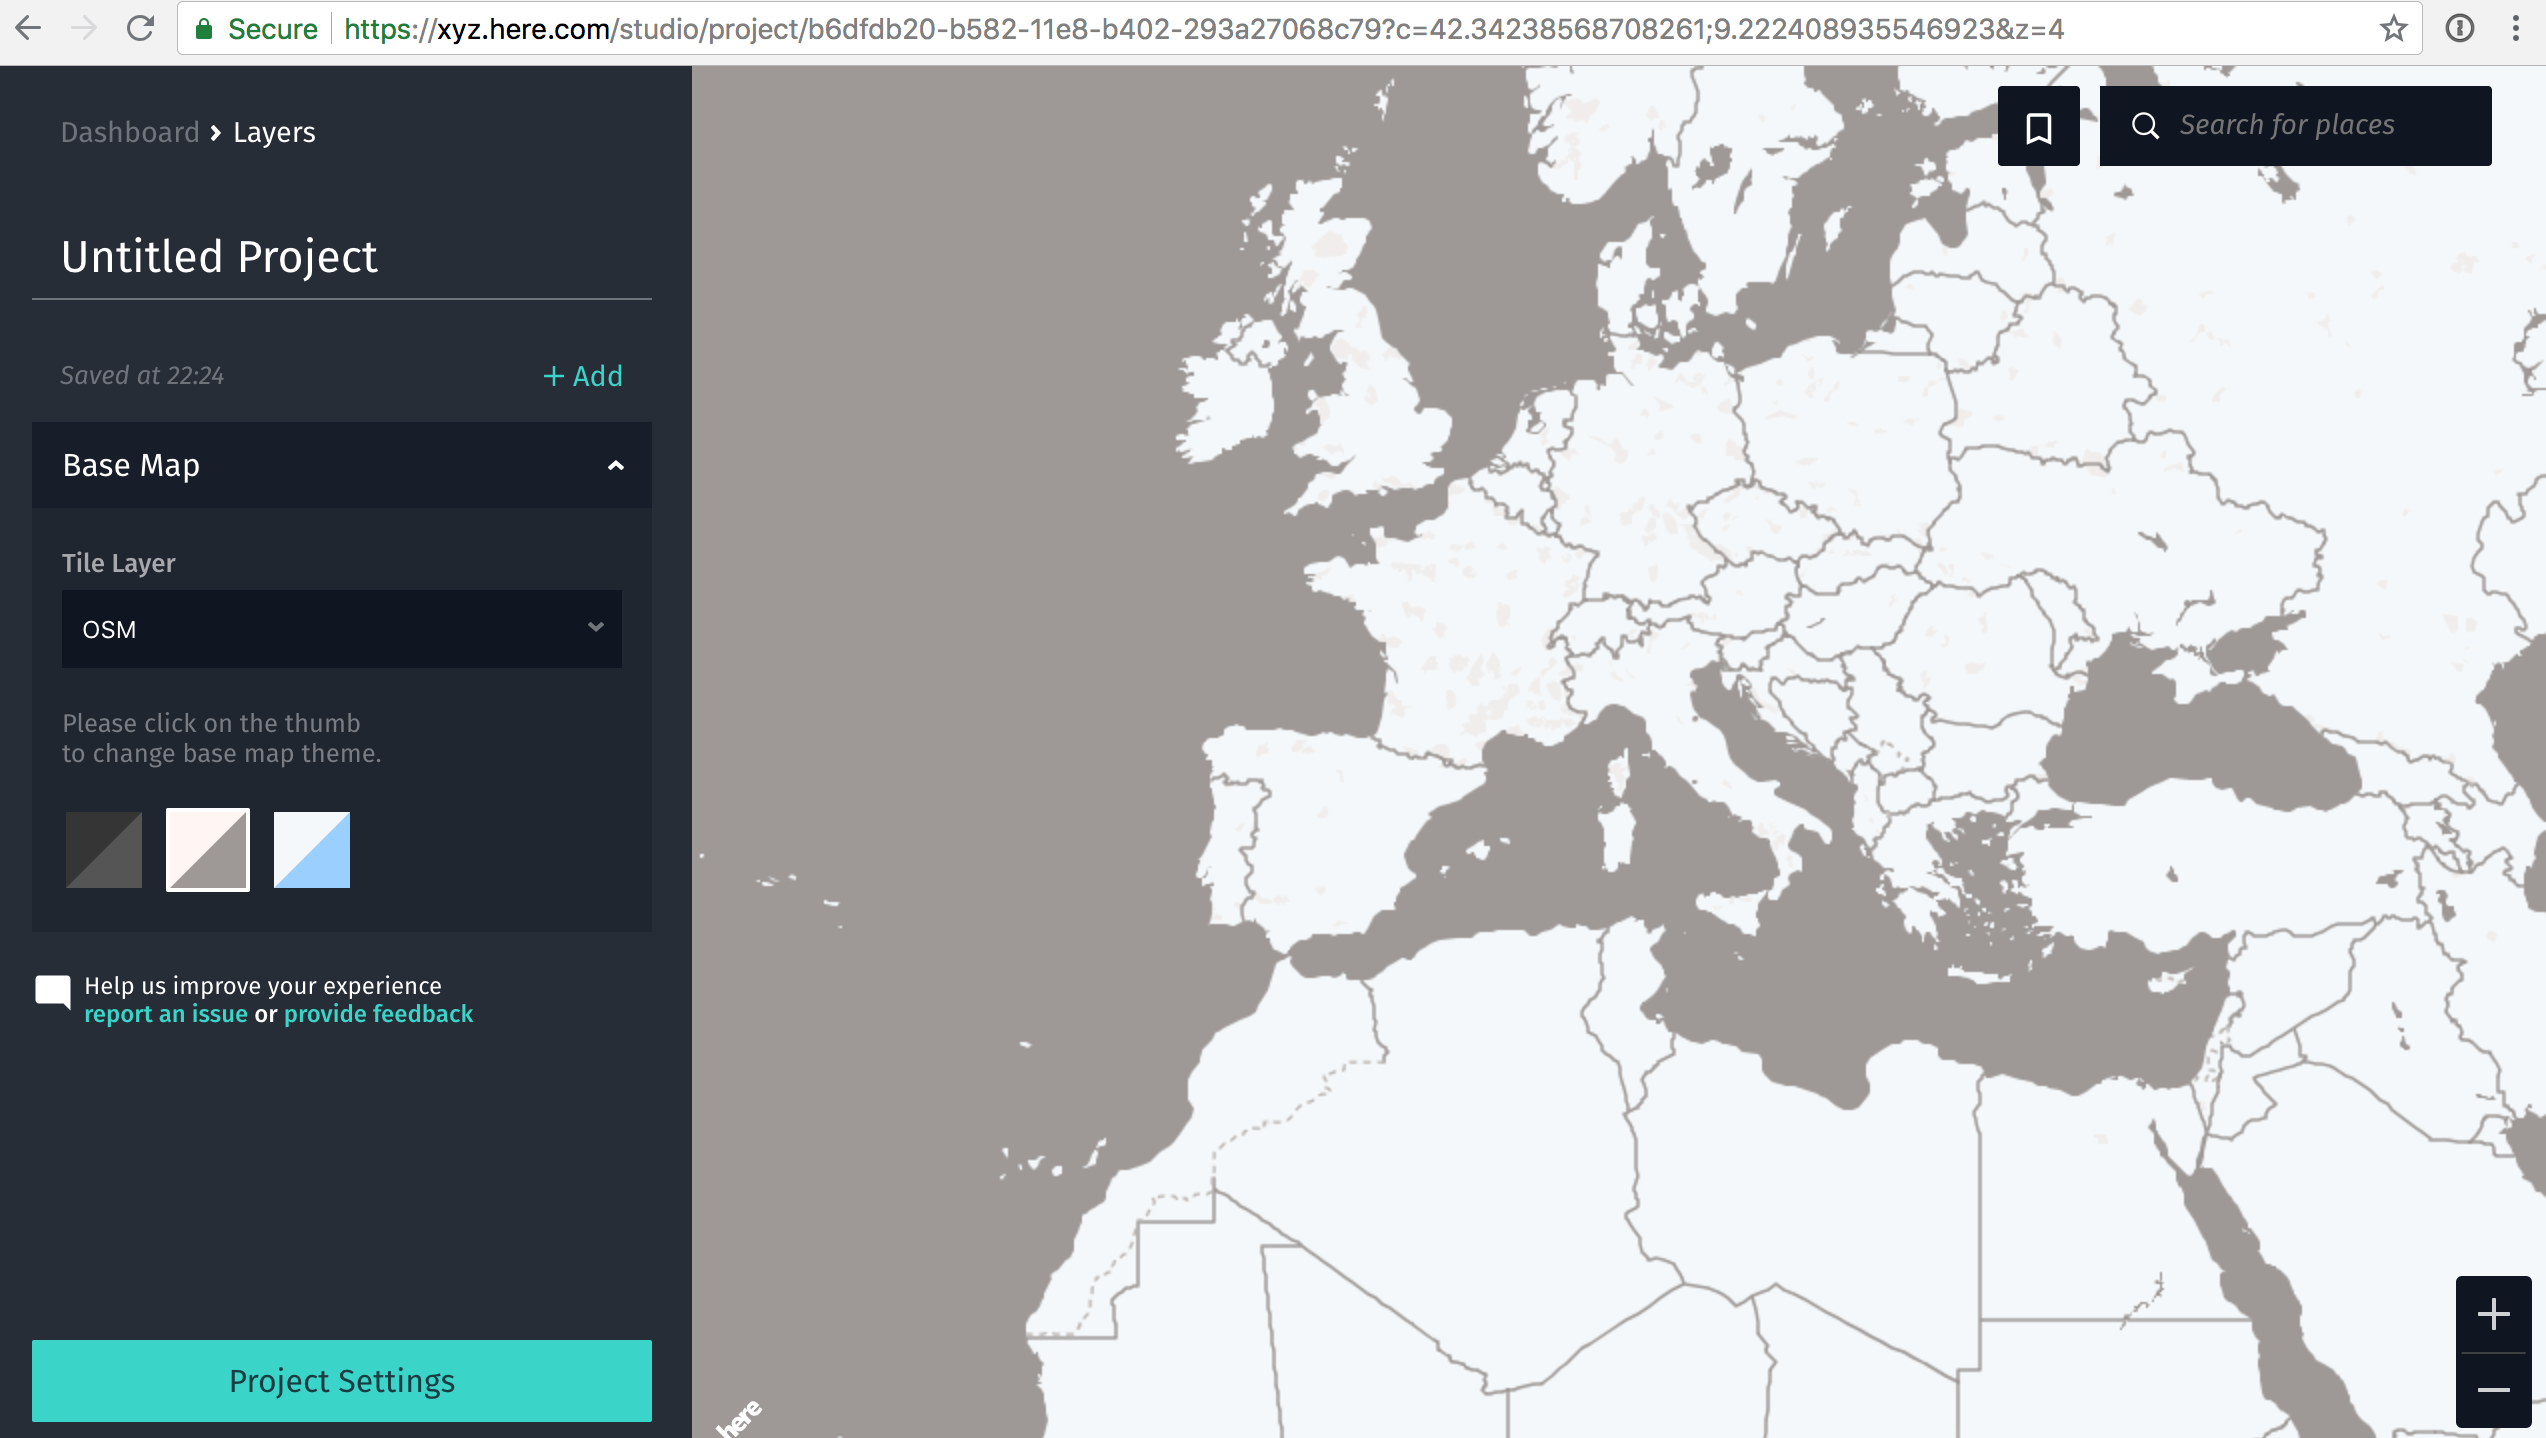 Secure
https://xyz.here.com/studio/project/b6dfdb20-b582-11e8-b402-293a27068c79?c=42.34238568708261;9.222408935546923&z=4
Dashboard › Layers
Search for places
Untitled Project
Saved at 22:24
+ Add
Base Map
Tile Layer
OSM
Please click on the thumb
to change base map theme.
Help us improve your experience
report an issue or provide feedback
Project Settings
here